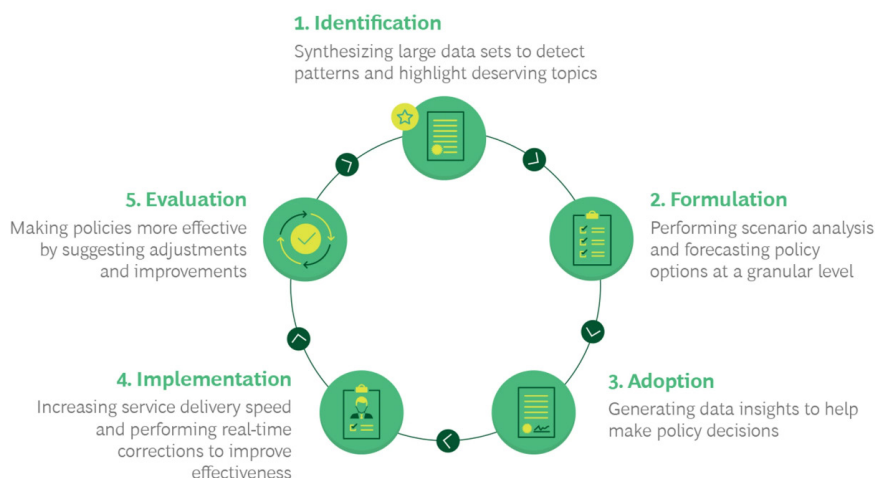 1. Identification
Synthesizing large data sets to detect
patterns and highlight deserving topics
2. Formulation
Performing scenario analysis
and forecasting policy
options at a granular level
3. Adoption
Generating data insights to help
make policy decisions
4. Implementation
Increasing service delivery speed
and performing real-time
corrections to improve
effectiveness
5. Evaluation
Making policies more effective
by suggesting adjustments
and improvements